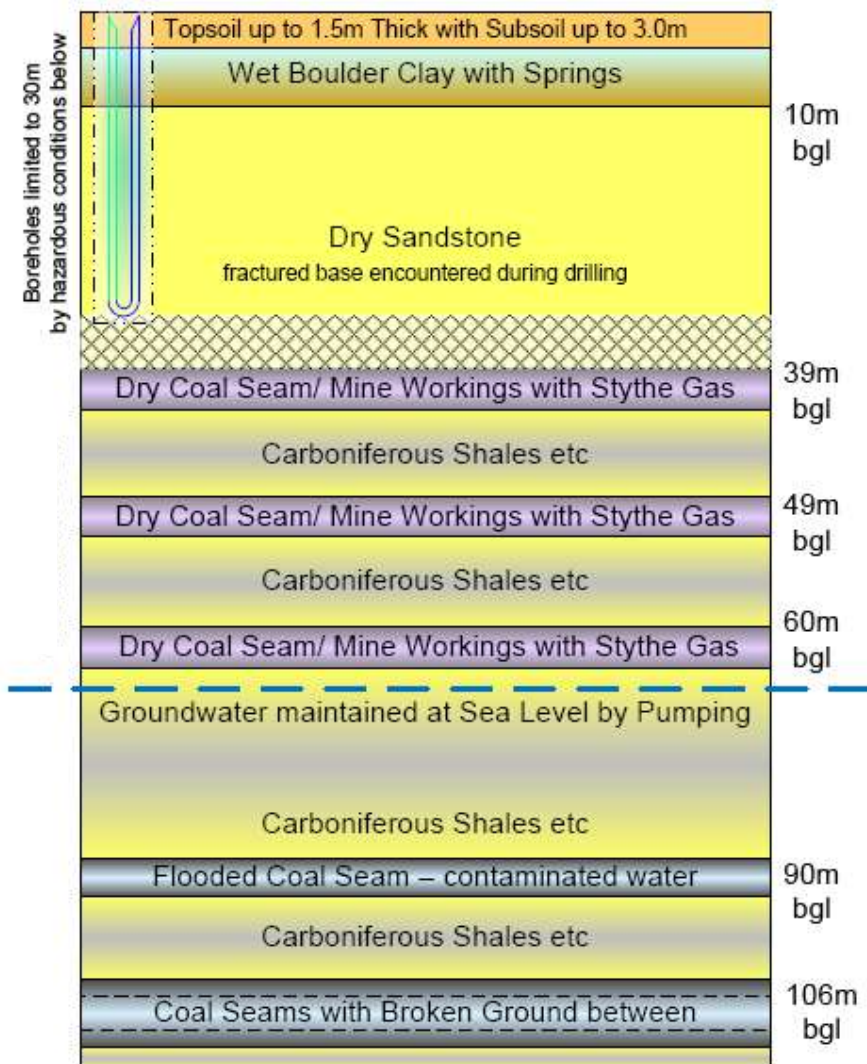 Topsoil up to 1.5m Thick with Subsoil up to 3.0m
Wet Boulder Clay with Springs
Boreholes limited to 30m
by hazardous conditions below
10m
bgl
Dry Sandstone
fractured base encountered during drilling
39m
bgl
Dry Coal Seam/ Mine Workings with Stythe Gas
Carboniferous Shales etc
49m
bgl
Dry Coal Seam/ Mine Workings with Stythe Gas
Carboniferous Shales etc
60m
bgl
Dry Coal Seam/ Mine Workings with Stythe Gas
Groundwater maintained at Sea Level by Pumping
Carboniferous Shales etc
Flooded Coal Seam – contaminated water
90m
bgl
Carboniferous Shales etc
Coal Seams with Broken Ground between
106m
bgl